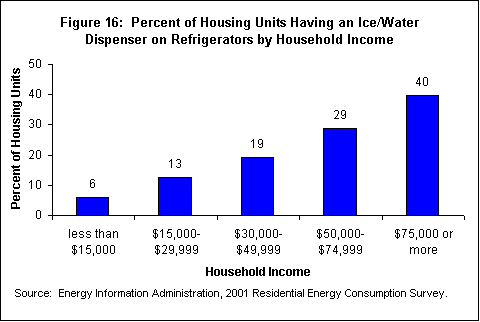 Figure 16: Percent of Housing Units Having an Ice/Water
Dispenser on Refrigerators by Household Income
Percent of Housing Units
50
40
30
20
10
0
6
13
19
29
40
less than
$15,000
$15,000-
$29,999
$30,000-
$49,999
$50,000-
$74,999
$75,000 or
more
Household Income
Source: Energy Information Administration, 2001 Residential Energy Consumption Survey.